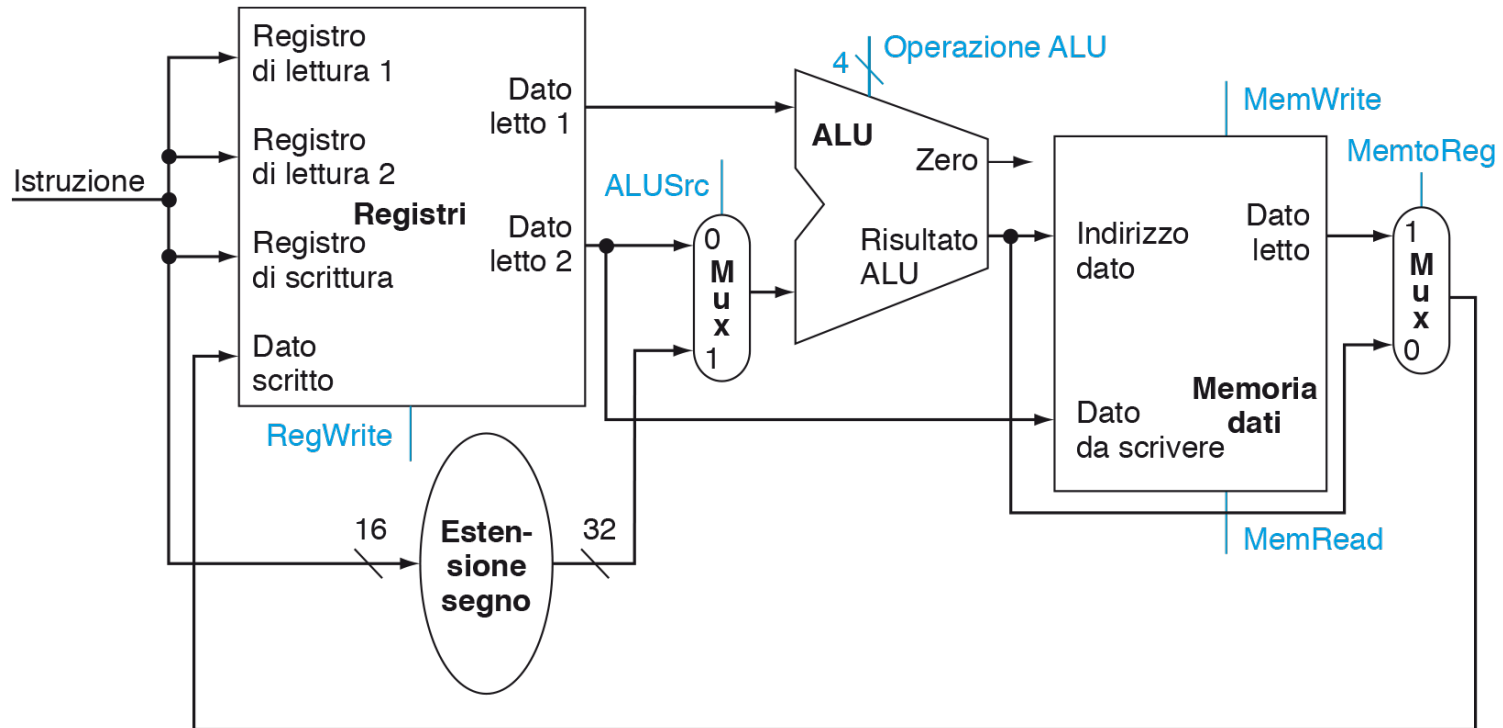 Istruzione
Registro
di lettura 1
Registro
di lettura 2
Registro
di scrittura
Dato
scritto
Registri
Dato
letto 1
Dato
letto 2
RegWrite
16
Esten-
sione
segno
32
ALUSrc
0
M
u
x
1
4
Operazione ALU
ALU
Zero
Risultato
ALU
MemWrite
Indirizzo
dato
Dato
letto
Dato
da scrivere
Memoria
dati
MemRead
MemtoReg
1
M
u
x
0